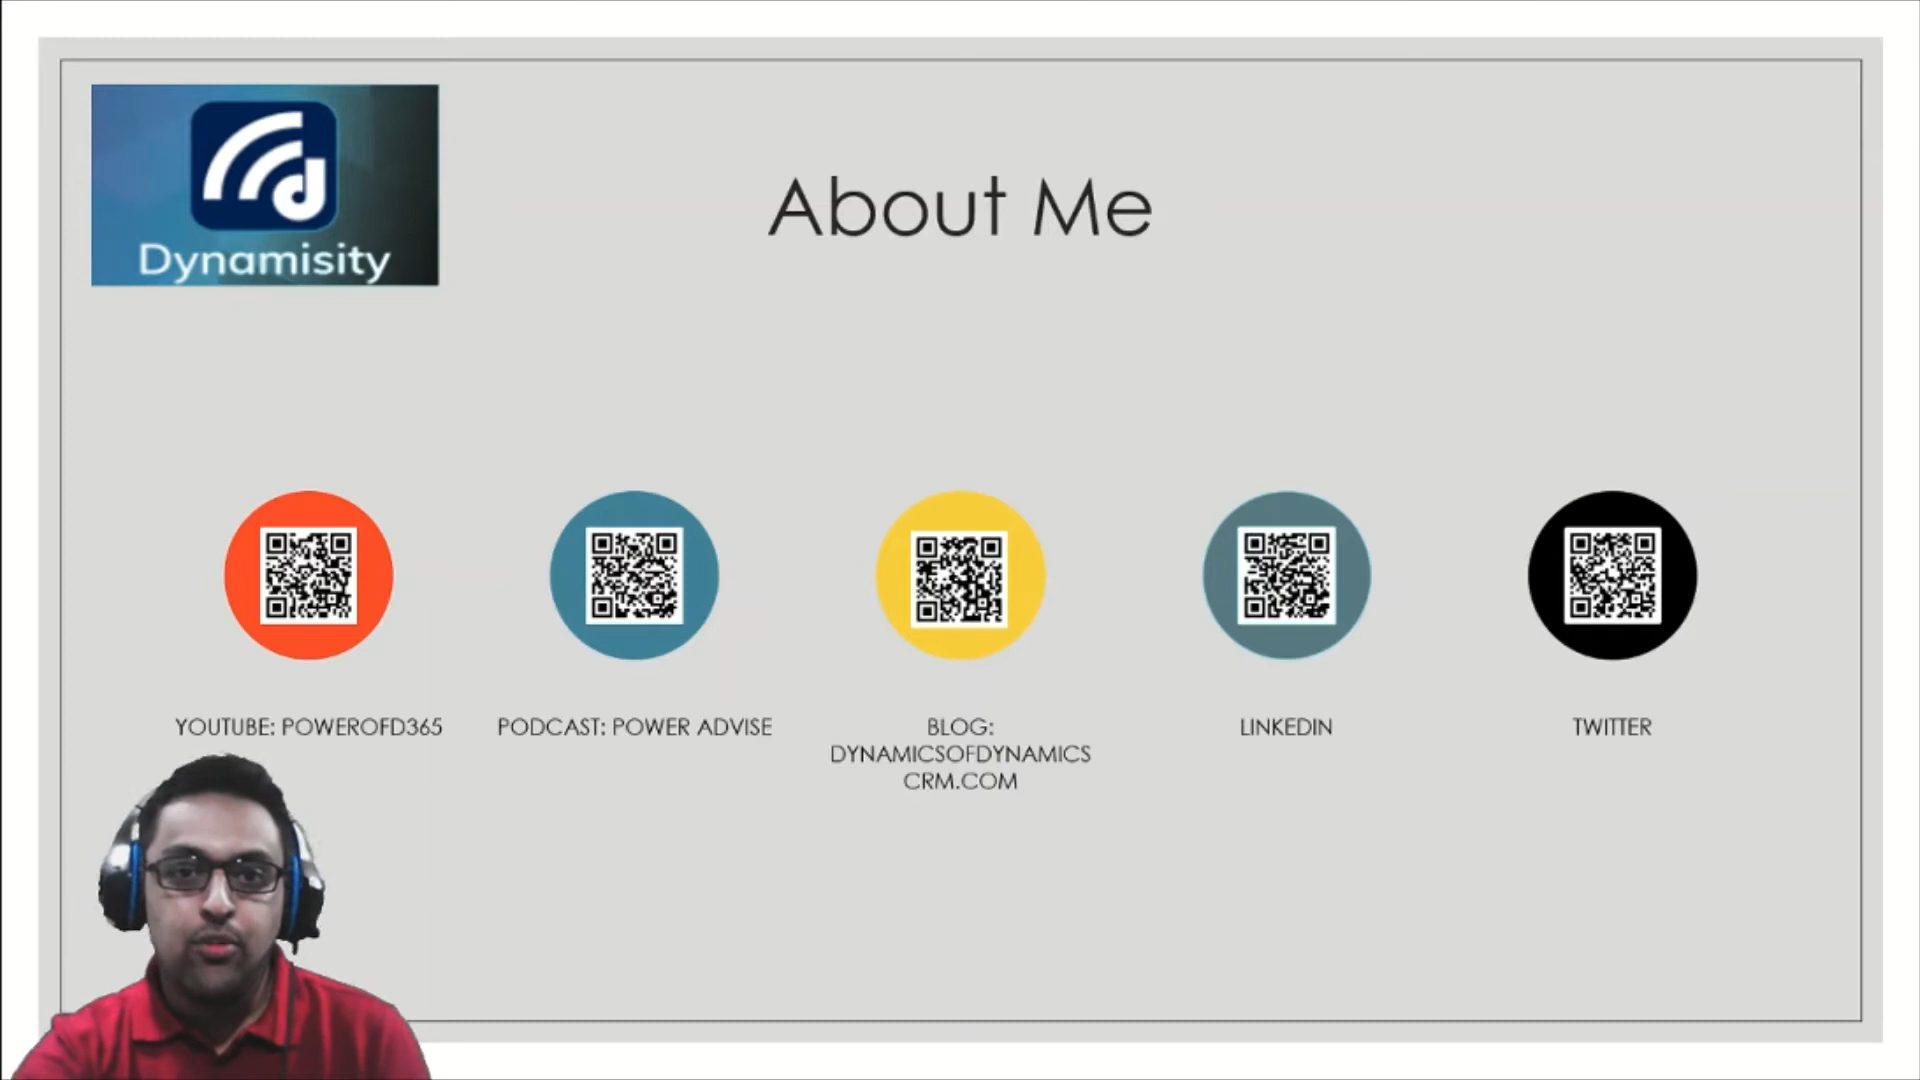 Dynamisity
About Me
YOUTUBE: POWEROFD365
PODCAST: POWER ADVISE
BLOG:
DYNAMICSOFDYNAMICS
CRM.COM
LINKEDIN
TWITTER